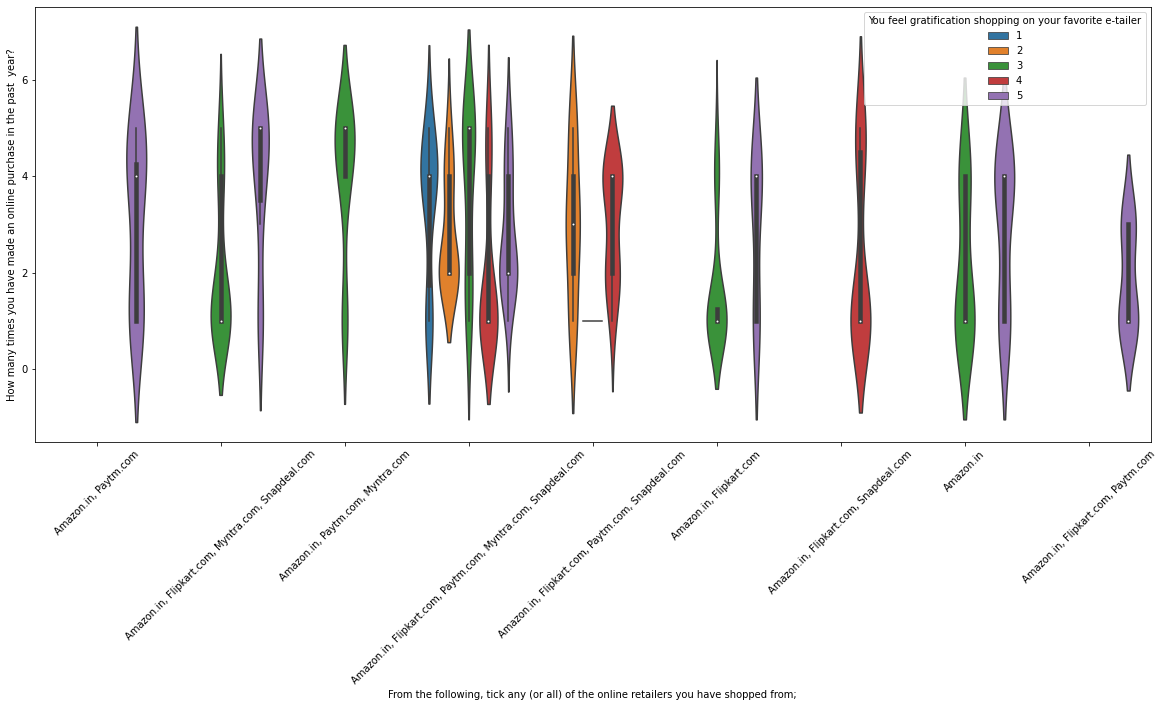 You feel gratification shopping on your favorite e-tailer
1
2
3
4
5
How many times you have made an online purchase in the past  year?
6
4
2
0
Amazon.in, Paytm.com
Amazon.in, Flipkart.com, Myntra.com, Snapdeal.com
Amazon.in, Paytm.com, Myntra.com
Amazon.in, Flipkart.com, Paytm.com, Myntra.com, Snapdeal.com
Amazon.in, Flipkart.com, Paytm.com, Snapdeal.com
Amazon.in, Flipkart.com
Amazon.in, Flipkart.com, Snapdeal.com
Amazon.in
Amazon.in, Flipkart.com, Paytm.com
From the following, tick any (or all) of the online retailers you have shopped from;